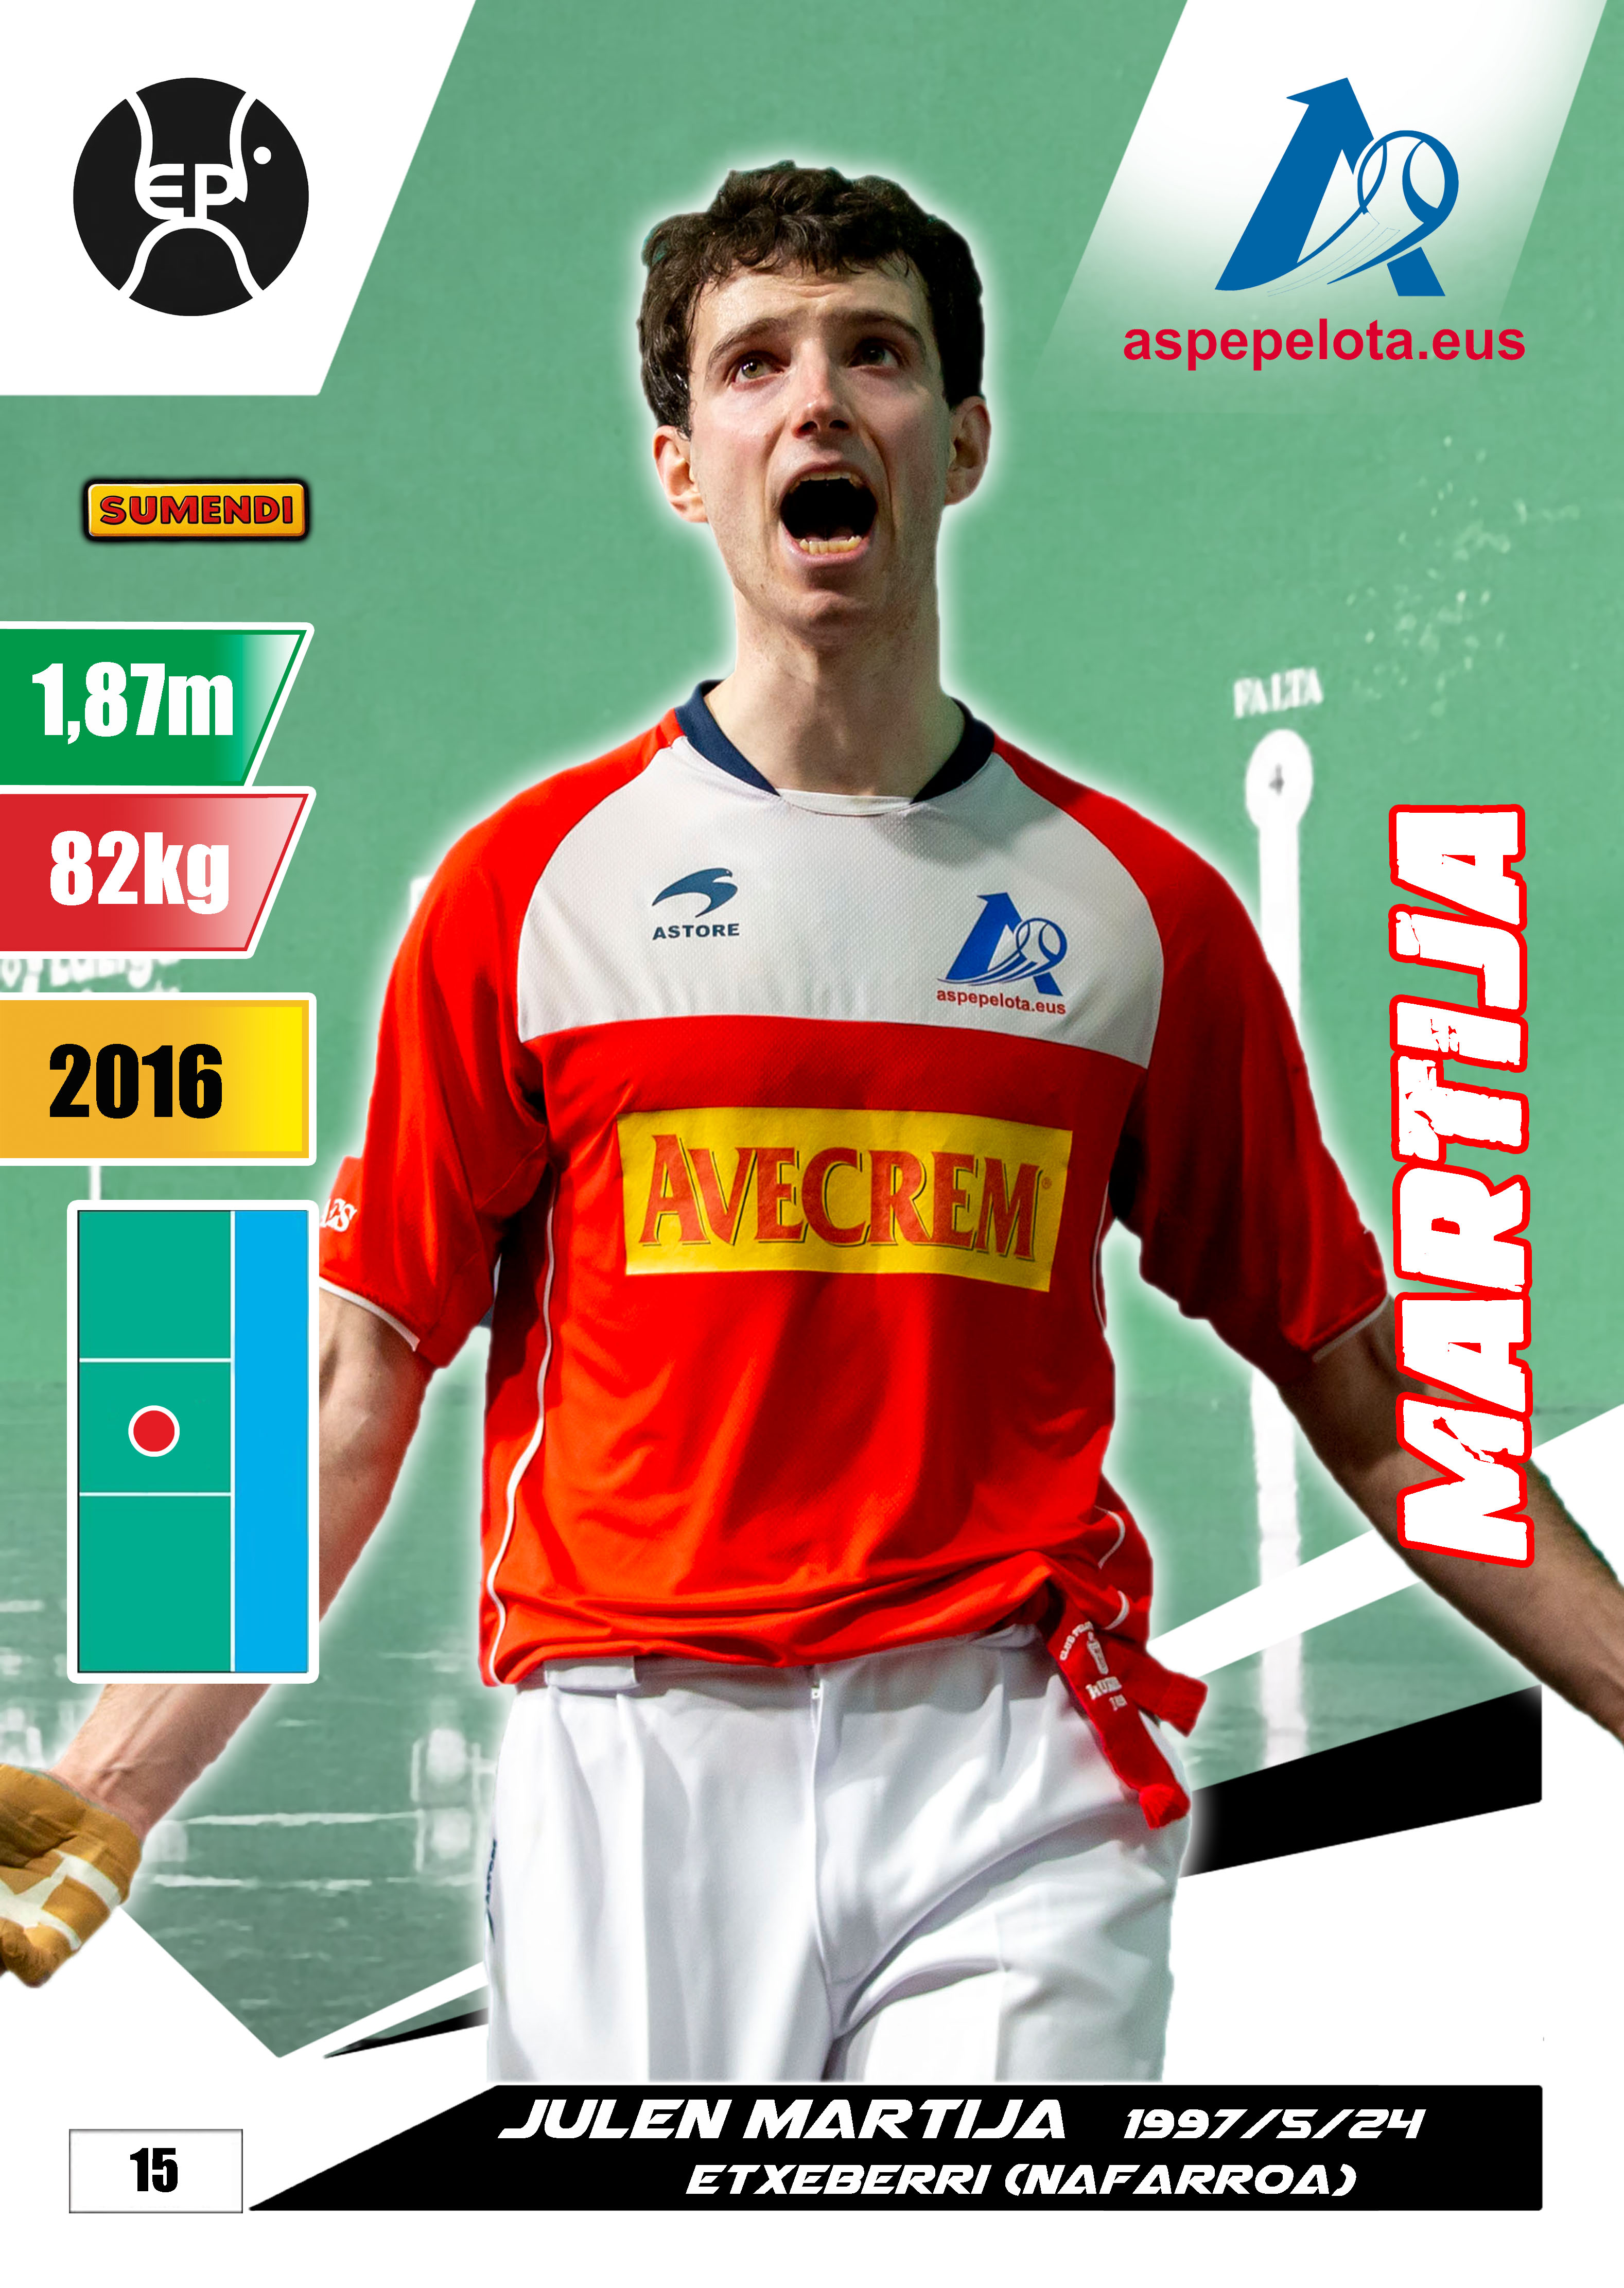 EP
aspepelota.eus
SUMENDI
1,87m
82kg
2016
FALTA
4
MARTIJA
ASTORE
aspepelota.eus
AVECREM
15
JULEN MARTIJA 1997/5/24
ETXEBERRI (NAFARROA)